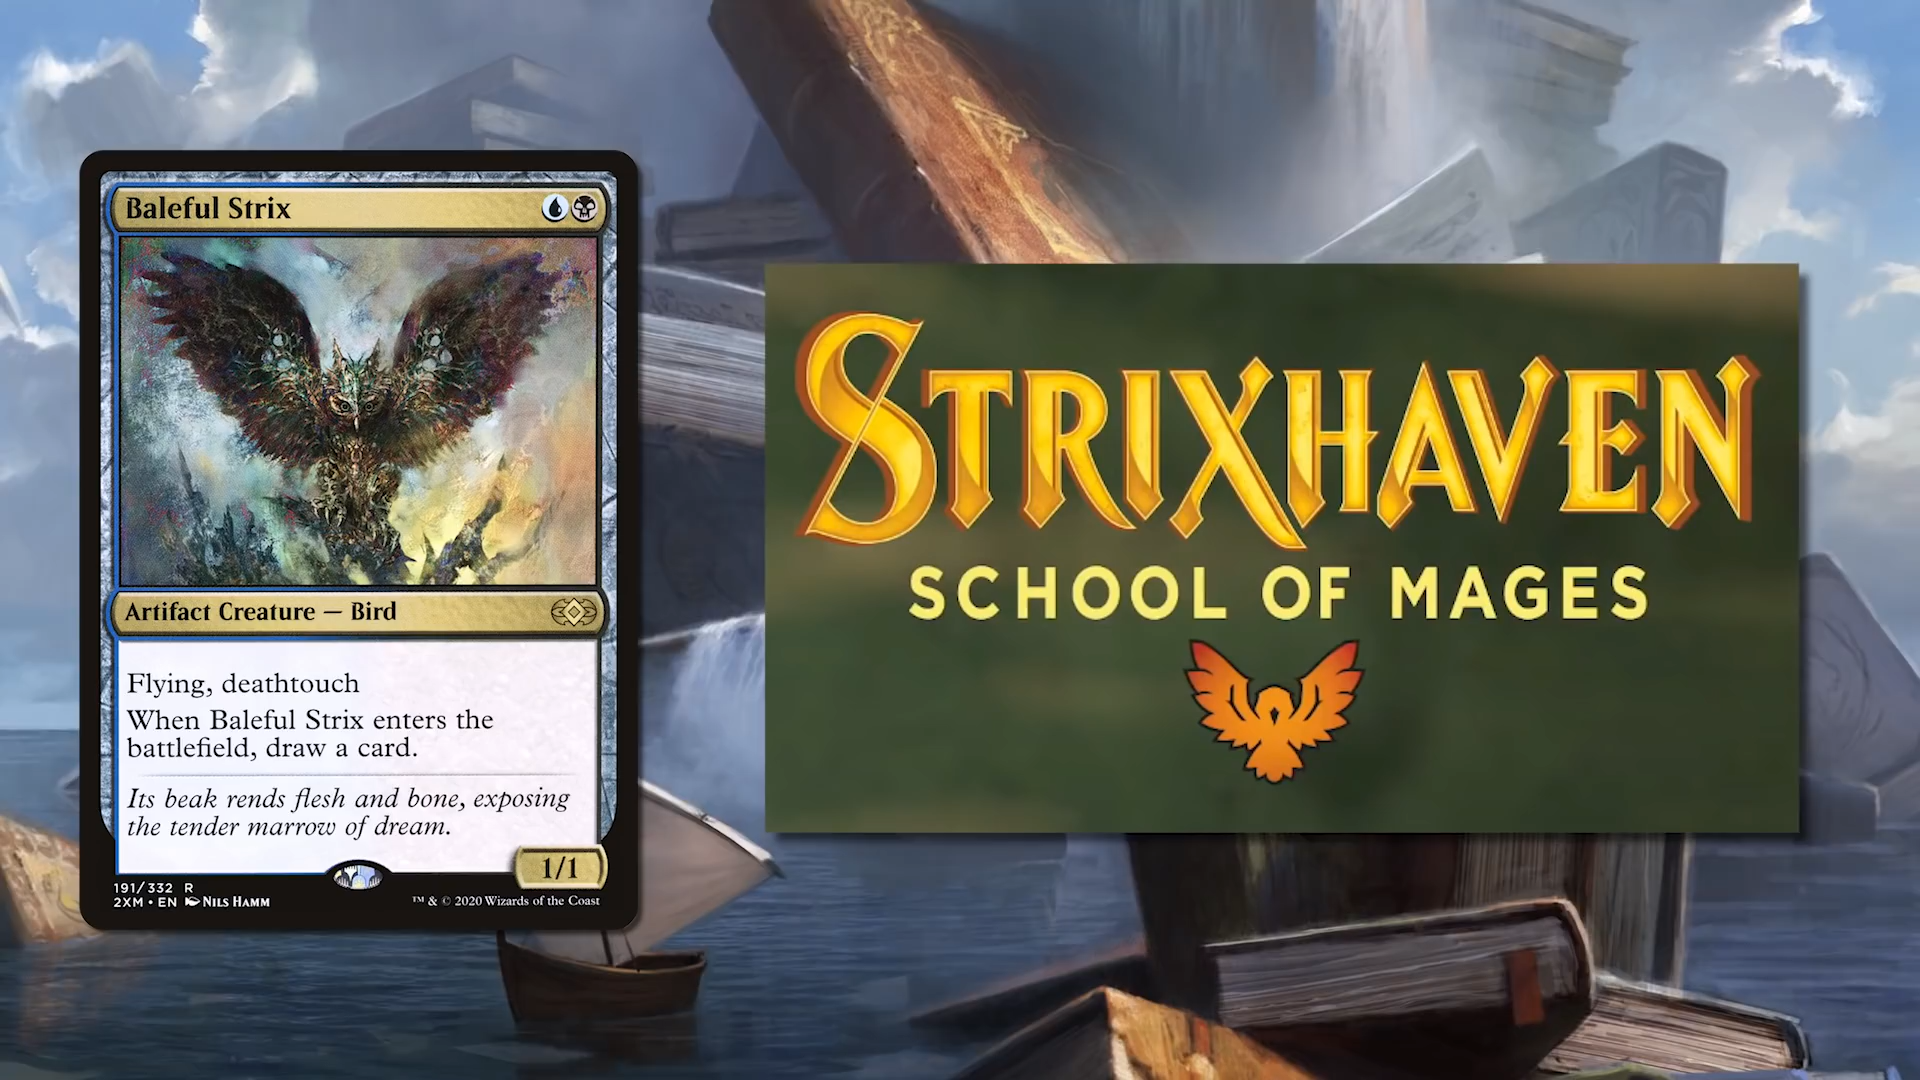 Baleful Strix
Artifact Creature — Bird
Flying, deathtouch
When Baleful Strix enters the
battlefield, draw a card.
Its beak rends flesh and bone, exposing
the tender marrow of dream.
1/1
191/332 R
2XM • EN NILS HAMM
™ & © 2020 Wizards of the Coast
STRIXHAVEN
SCHOOL OF MAGES